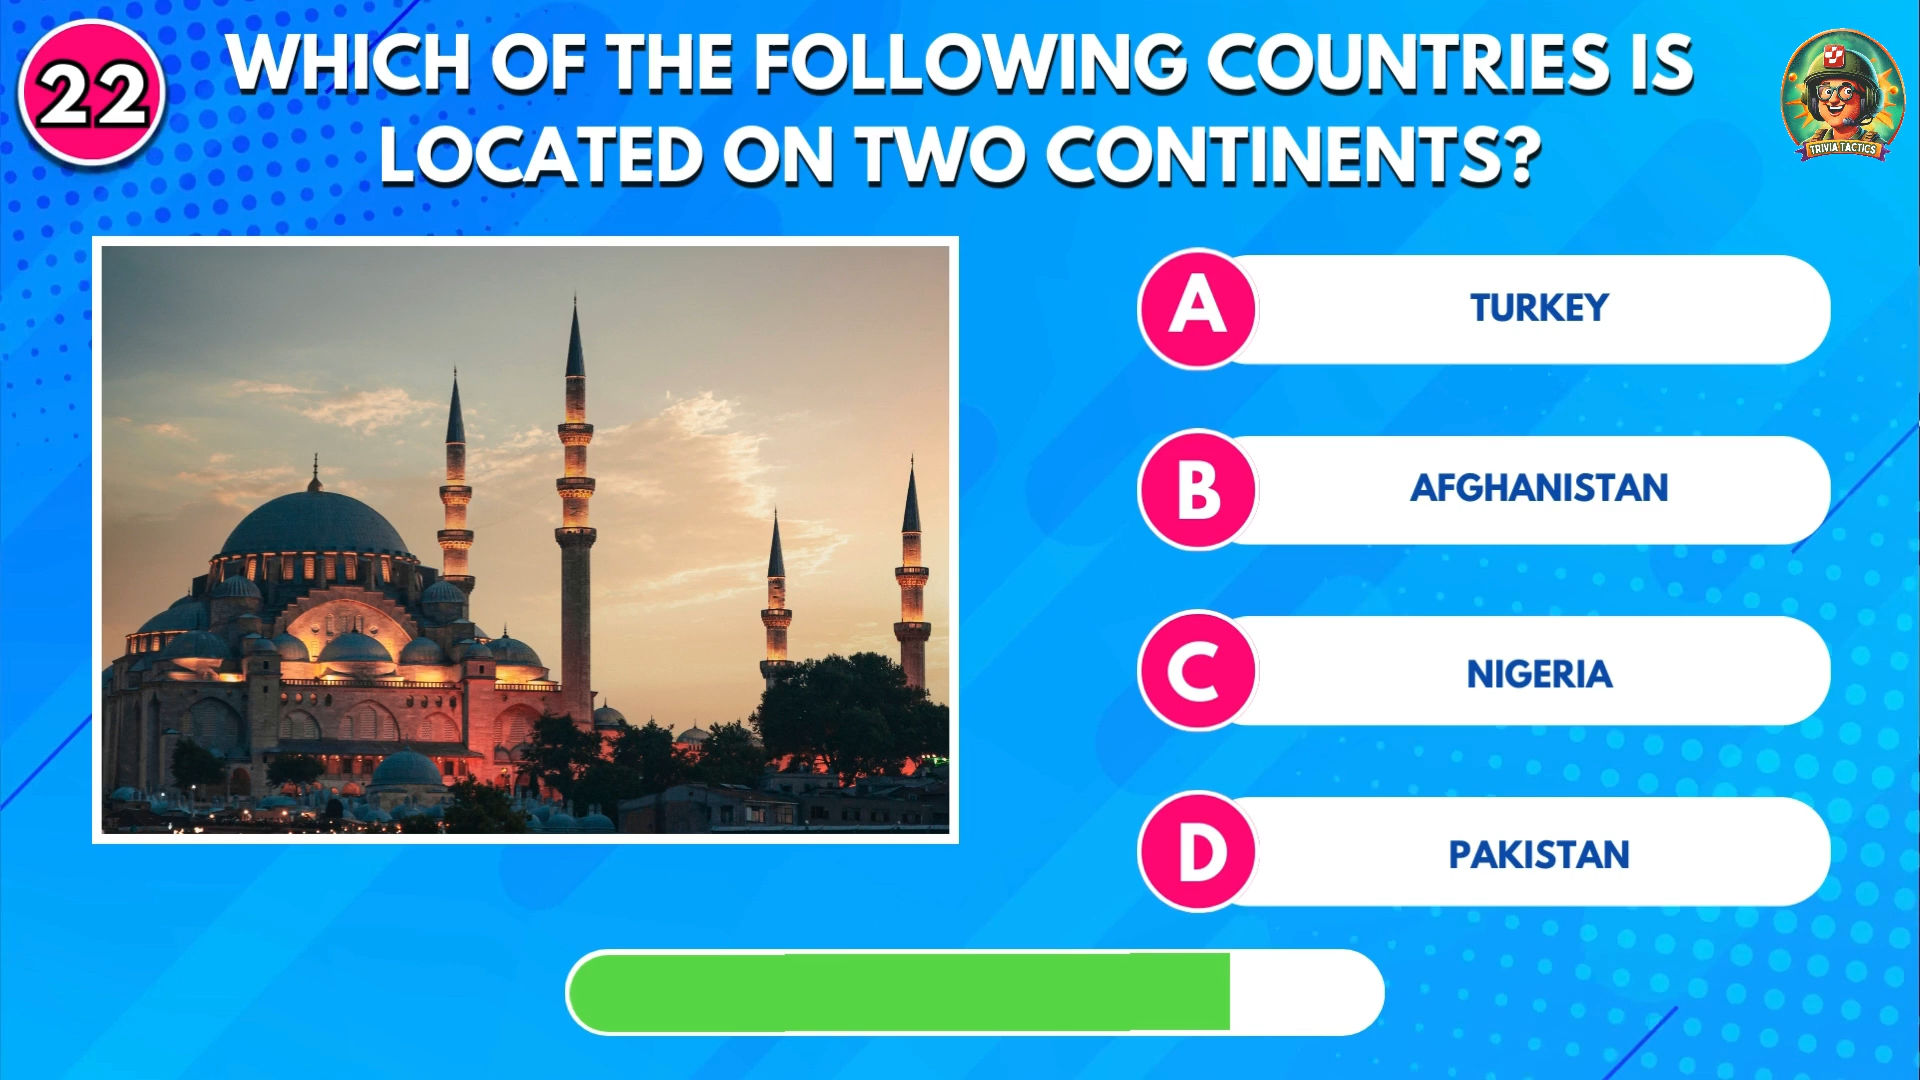 22
WHICH OF THE FOLLOWING COUNTRIES IS
LOCATED ON TWO CONTINENTS?
TRIVIA TACTICS
A
TURKEY
B
AFGHANISTAN
C
NIGERIA
D
PAKISTAN